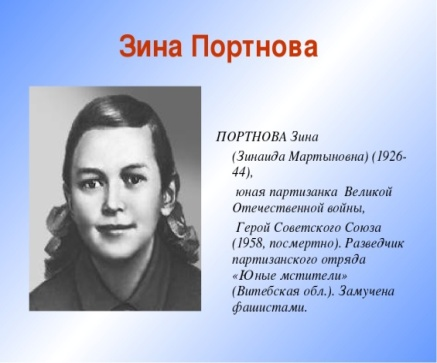 Зина Портнова
ПОРТНОВА Зина
(Зинаида Мартыновна) (1926-
44),
юная партизанка Великой
Отечественной войны,
Герой Советского Союза
(1958, посмертно). Разведчик
партизанского отряда
«Юные мстители»
(Витебская обл.). Замучена
фашистами.